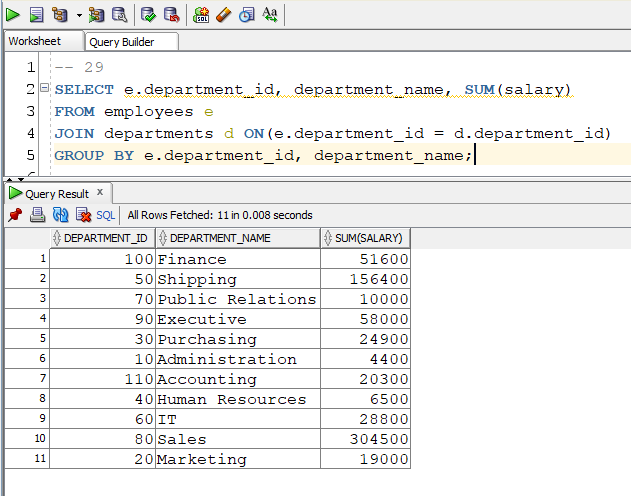 SQL
Aa
Worksheet Query Builder
1 -- 29
2 SELECT e.department_id, department_name, SUM(salary)
3 FROM employees e
4 JOIN departments d ON(e.department_id = d.department_id)
5 GROUP BY e.department_id, department_name;
Query Result x
SQL All Rows Fetched: 11 in 0.008 seconds
DEPARTMENT_ID DEPARTMENT_NAME SUM(SALARY)
1 100 Finance 51600
2 50 Shipping 156400
3 70 Public Relations 10000
4 90 Executive 58000
5 30 Purchasing 24900
6 10 Administration 4400
7 110 Accounting 20300
8 40 Human Resources 6500
9 60 IT 28800
10 80 Sales 304500
11 20 Marketing 19000